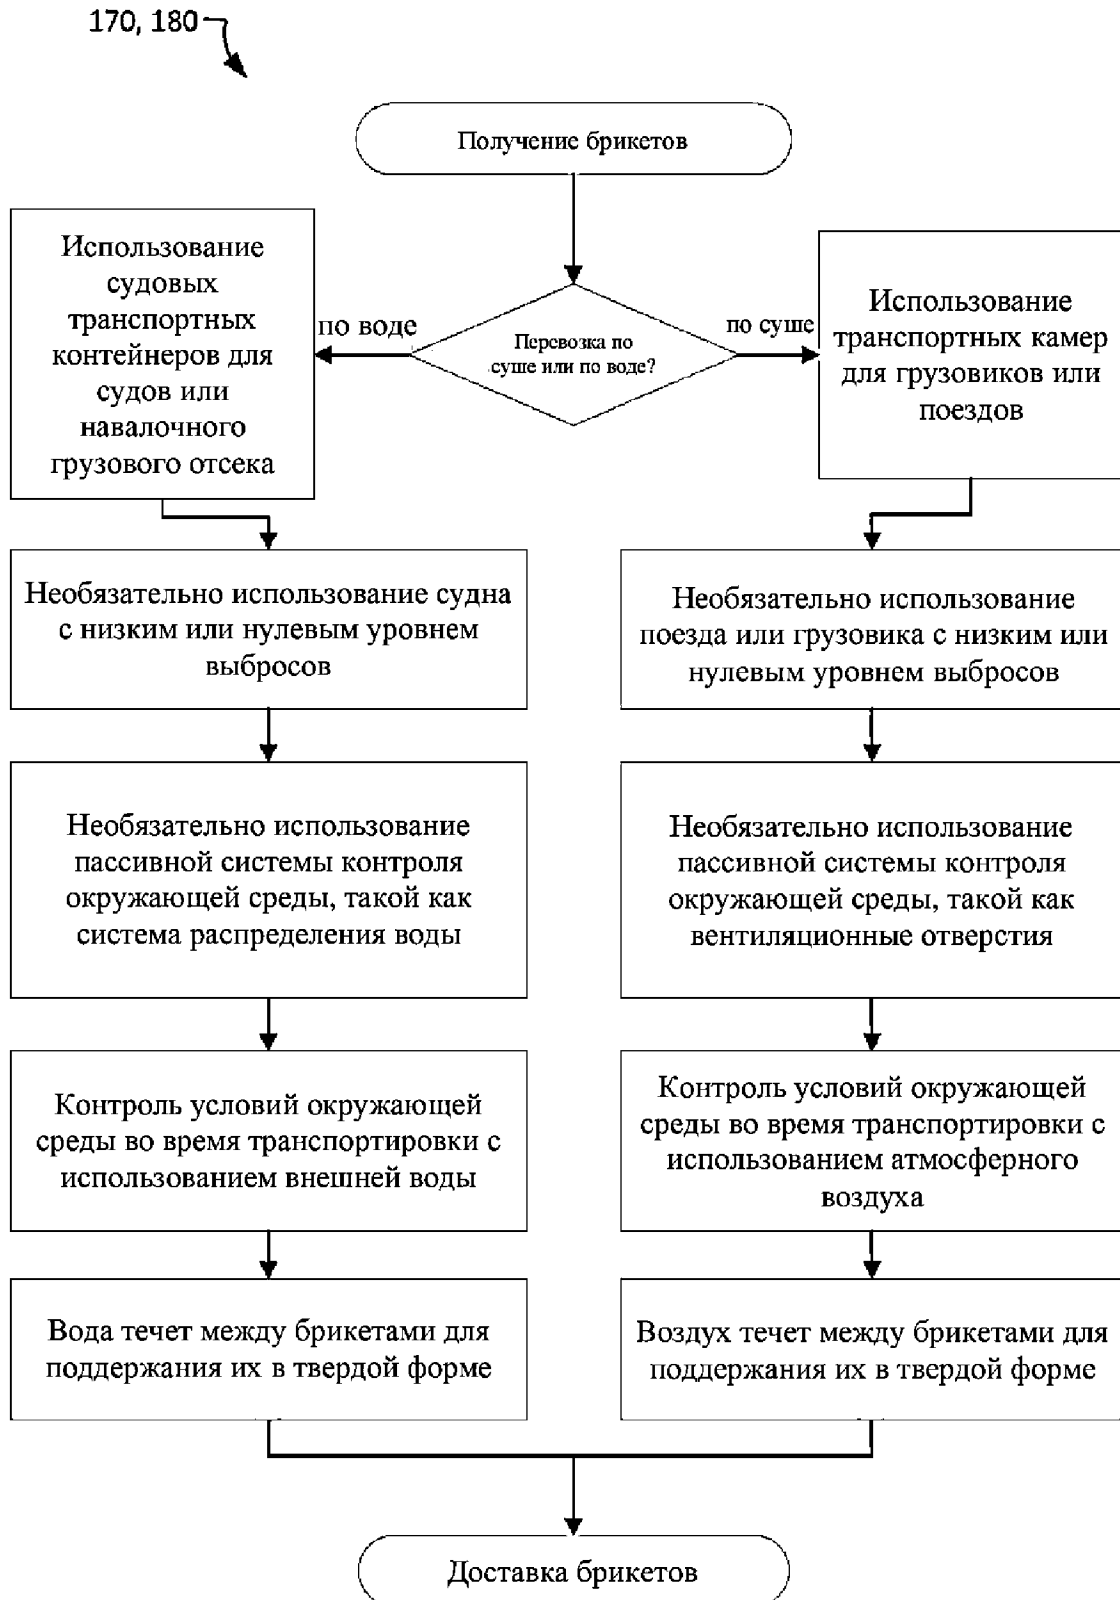 170, 180
Получение брикетов
Использование
судовых
транспортных
контейнеров для
судов или
навалочного
грузового отсека
по воде
Перевозка по
суше или по воде?
по суше
Использование
транспортных камер
для грузовиков или
поездов
Необязательно использование судна
с низким или нулевым уровнем
выбросов
Необязательно использование
поезда или грузовика с низким или
нулевым уровнем выбросов
Необязательно использование
пассивной системы контроля
окружающей среды, такой как
система распределения воды
Необязательно использование
пассивной системы контроля
окружающей среды, такой как
вентиляционные отверстия
Контроль условий окружающей
среды во время транспортировки с
использованием внешней воды
Контроль условий окружающей
среды во время транспортировки с
использованием атмосферного
воздуха
Вода течет между брикетами для
поддержания их в твердой форме
Воздух течет между брикетами для
поддержания их в твердой форме
Доставка брикетов